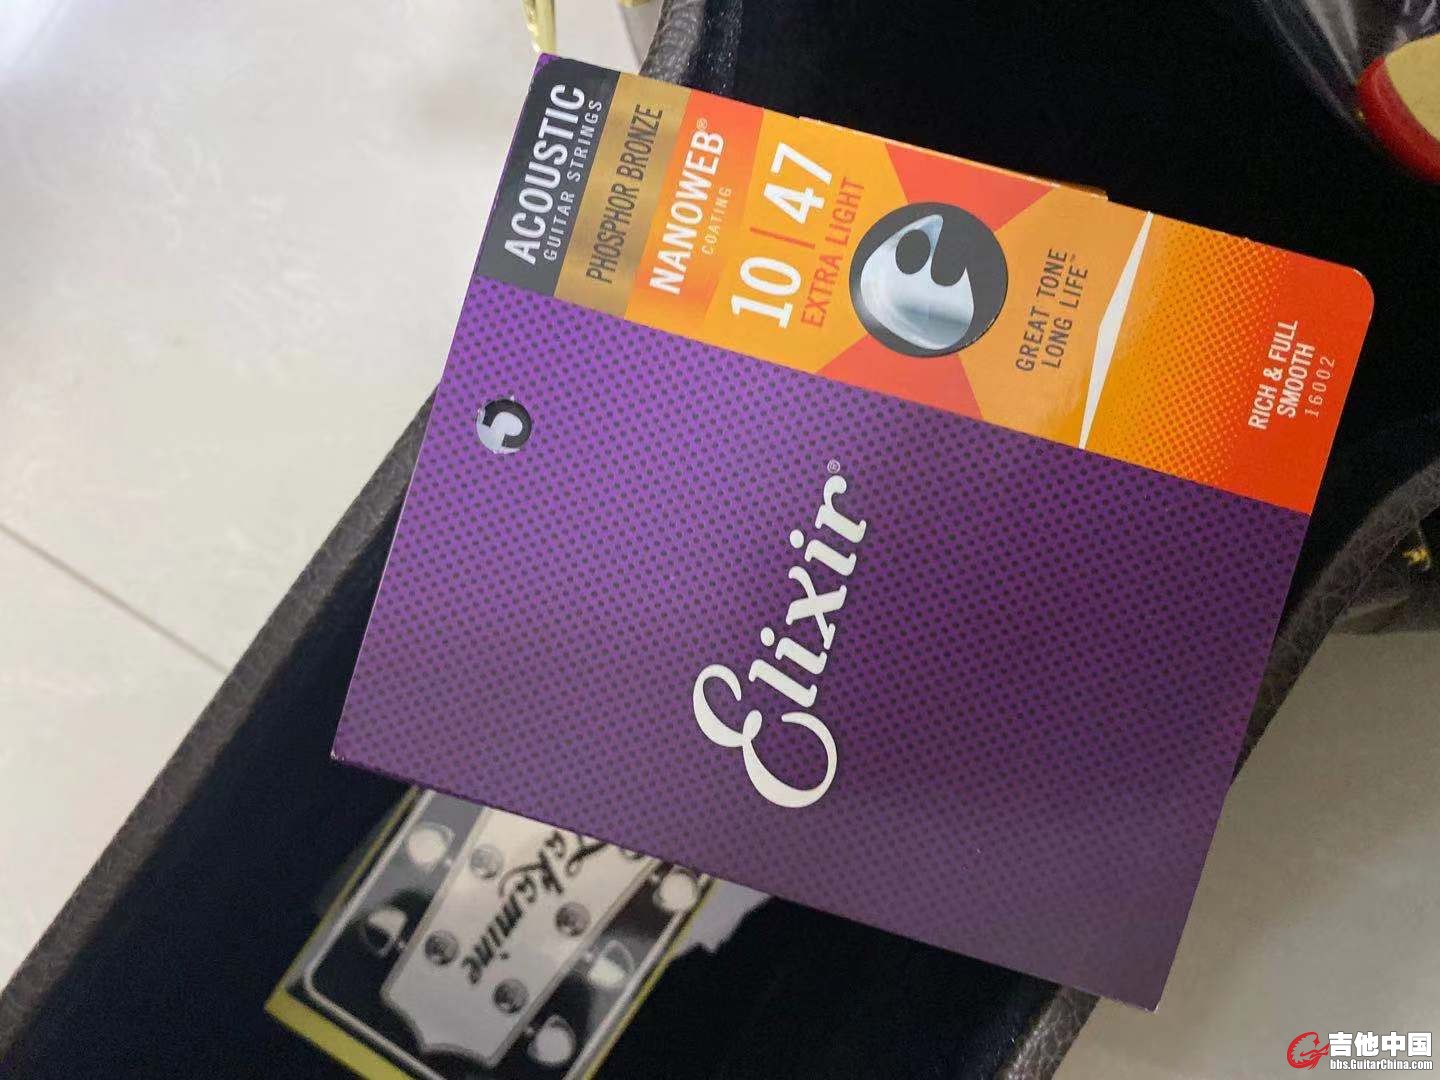 ACOUSTIC
GUITAR STRINGS
PHOSPHOR BRONZE
NANOWEB®
COATING
10 | 47
EXTRA LIGHT
GREAT TONE
LONG LIFE™
RICH & FULL
SMOOTH
16002
Elixir®
Takamine
吉他中国
bbs.GuitarChina.com